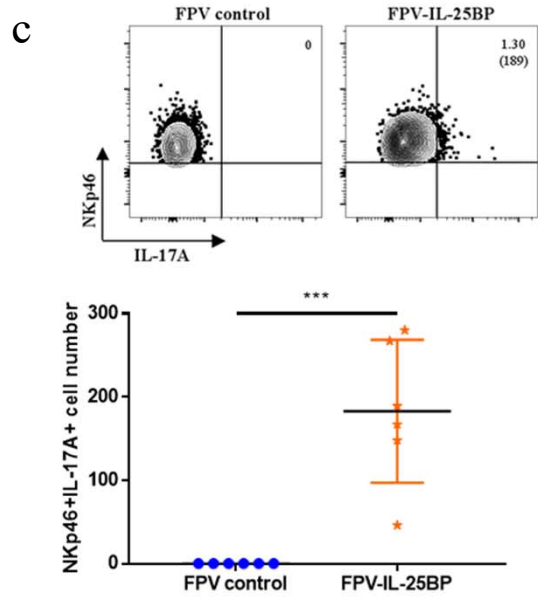 c
FPV control
FPV-IL-25BP
0
1.30
(189)
NKp46
IL-17A
***
NKp46+IL-17A+ cell number
300
200
100
0
FPV control
FPV-IL-25BP